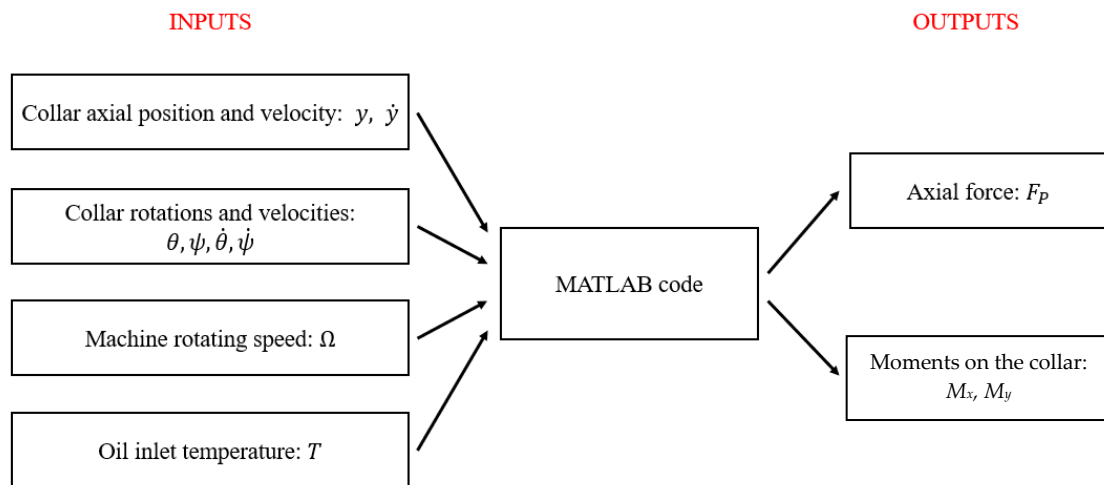 INPUTS
OUTPUTS
Collar axial position and velocity: y, ẏ
Collar rotations and velocities:
θ, ψ, θ̇, ψ̇
Machine rotating speed: Ω
Oil inlet temperature: T
MATLAB code
Axial force: F_P
Moments on the collar:
Mx, My